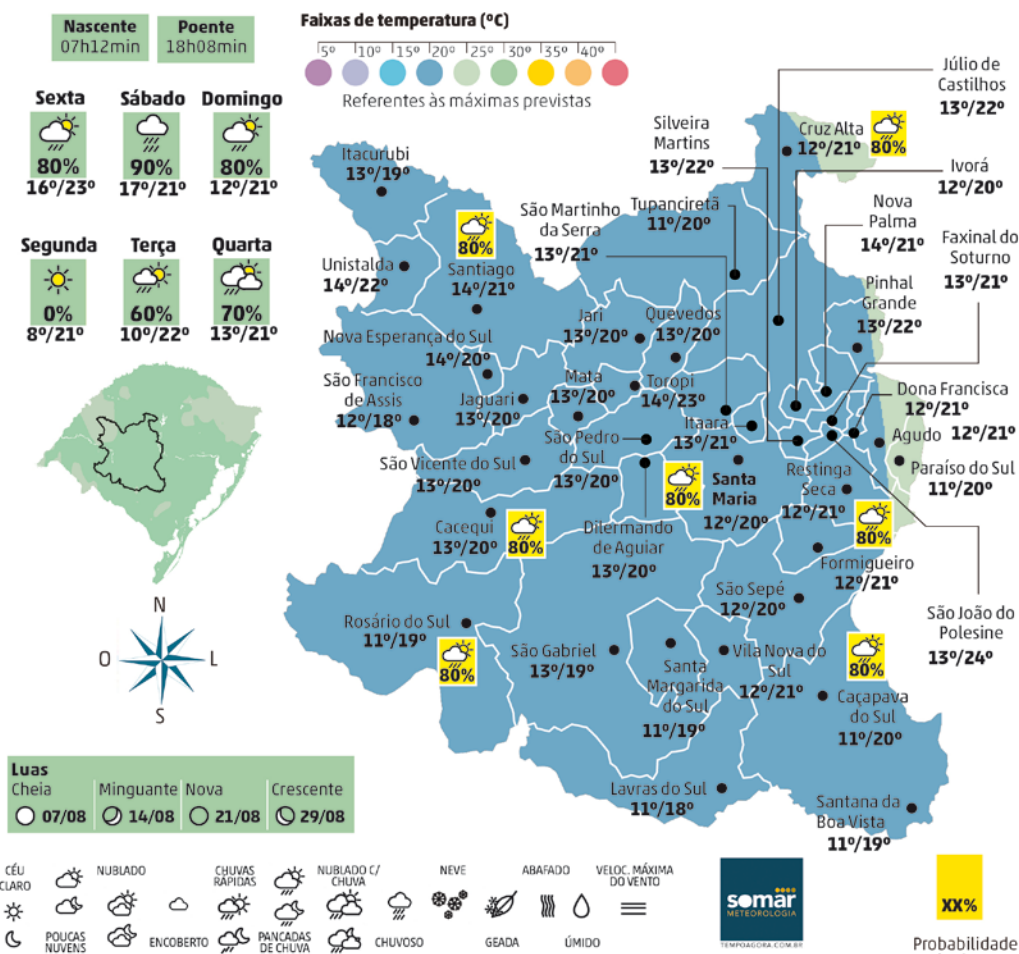 Nascente
07h12min
Poente
18h08min
Faixas de temperatura (ºC)
5º 10º 15º 20º 25º 30º 35º 40º
Referentes às máximas previstas
Sexta
80%
16º/23º
Sábado
90%
17º/21º
Domingo
80%
12º/21º
Segunda
0%
8º/21º
Terça
60%
10º/22º
Quarta
70%
13º/21º
N
O
L
S
Itacurubi
13º/19º
Unistalda
14º/22º
80%
Santiago
14º/21º
Nova Esperança do Sul
14º/20º
São Francisco
de Assis
12º/18º
Jaguari
13º/20º
São Vicente do Sul
13º/20º
Cacequi
13º/20º
80%
Rosário do Sul
11º/19º
80%
São Martinho
da Serra
13º/21º
Silveira
Martins
13º/22º
Tupanciretã
11º/20º
Jari
13º/20º
Quevedos
13º/20º
Mata
13º/20º
Toropi
14º/23º
São Pedro
do Sul
13º/20º
Itaara
13º/21º
80%
Santa
Maria
12º/20º
Dilermando
de Aguiar
13º/20º
Restinga
Seca
12º/21º
80%
Formigueiro
12º/21º
São Sepé
12º/20º
São Gabriel
13º/19º
Santa
Margarida
do Sul
11º/19º
Vila Nova do
Sul
12º/21º
80%
Caçapava
do Sul
11º/20º
Lavras do Sul
11º/18º
Santana da
Boa Vista
11º/19º
Júlio de
Castilhos
13º/22º
Cruz Alta
12º/21º
80%
Ivorá
12º/20º
Nova
Palma
14º/21º
Faxinal do
Soturno
13º/21º
Pinhal
Grande
13º/22º
Dona Francisca
12º/21º
Agudo 12º/21º
Paraíso do Sul
11º/20º
São João do
Polesine
13º/24º
Luas
Cheia
07/08
Minguante
14/08
Nova
21/08
Crescente
29/08
CÉU
CLARO
POUCAS
NUVENS
NUBLADO
ENCOBERTO
CHUVAS
RÁPIDAS
PANCADAS
DE CHUVA
NUBLADO C/
CHUVA
CHUVOSO
NEVE
GEADA
ABAFADO
ÚMIDO
VELOC. MÁXIMA
DO VENTO
somar
METEOROLOGIA
TEMPOAGORA.COM.BR
XX%
Probabilidade